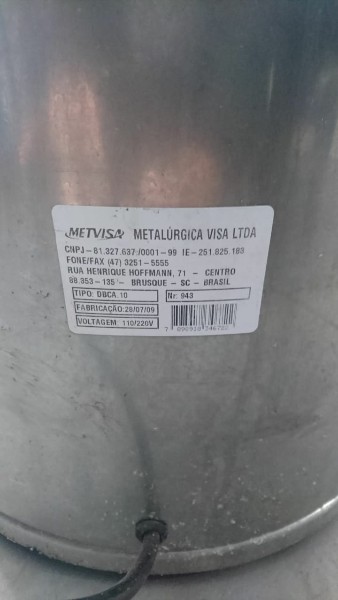 METVISA METALÚRGICA VISA LTDA
CNPJ-81.327.637/0001-99 IE-251.825.180
FONE/FAX (47) 3251-5555
RUA HENRIQUE HOFFMANN, 71 - CENTRO
88.353-135 - BRUSQUE - SC - BRASIL
TIPO: DBCA.10 Nr: 943
FABRICAÇÃO:28/07/09
VOLTAGEM: 110/220V